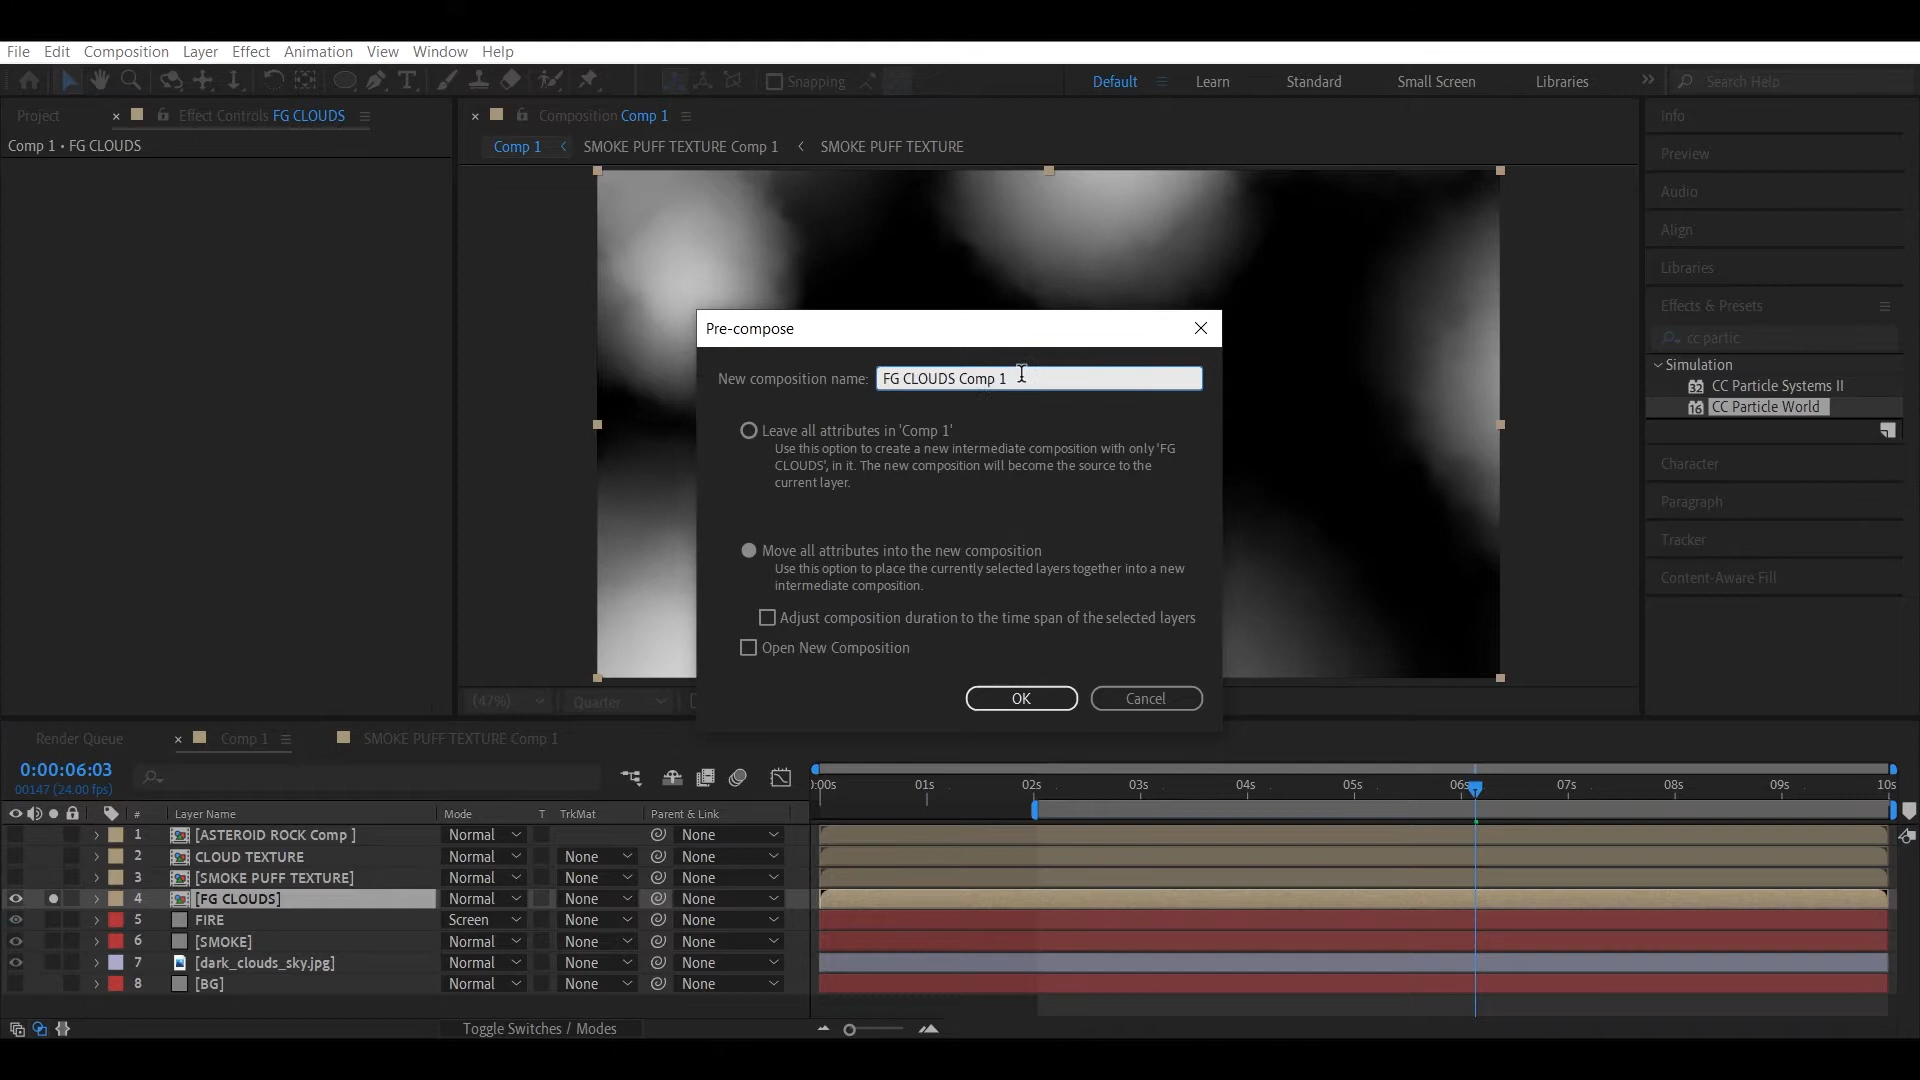 File Edit Composition Layer Effect Animation View Window Help
Snapping Default Learn Standard Small Screen Libraries Search Help
Project Effect Controls FG CLOUDS
Comp 1 • FG CLOUDS
Composition Comp 1
Comp 1 SMOKE PUFF TEXTURE Comp 1 SMOKE PUFF TEXTURE
Info
Preview
Audio
Align
Libraries
Effects & Presets
cc partic
Simulation
32 CC Particle Systems II
16 CC Particle World
Character
Paragraph
Tracker
Content-Aware Fill
Pre-compose
New composition name: FG CLOUDS Comp 1
Leave all attributes in 'Comp 1'
Use this option to create a new intermediate composition with only 'FG
CLOUDS', in it. The new composition will become the source to the
current layer.
Move all attributes into the new composition
Use this option to place the currently selected layers together into a new
intermediate composition.
Adjust composition duration to the time span of the selected layers
Open New Composition
OK Cancel
(47%) Quarter
Render Queue Comp 1 SMOKE PUFF TEXTURE Comp 1
0:00:06:03
00147 (24.00 fps)
):00s 01s 02s 03s 04s 05s 06s 07s 08s 09s 10s
# Layer Name Mode T TrkMat Parent & Link
1 [ASTEROID ROCK Comp ] Normal None
2 CLOUD TEXTURE Normal None None
3 [SMOKE PUFF TEXTURE] Normal None None
4 [FG CLOUDS] Normal None None
5 FIRE Screen None None
6 [SMOKE] Normal None None
7 [dark_clouds_sky.jpg] Normal None None
8 [BG] Normal None None
Toggle Switches / Modes